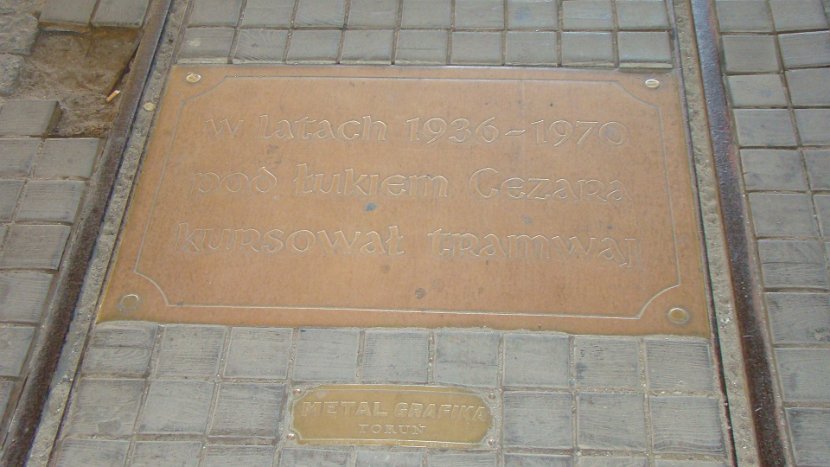 w latach 1936-1970
pod Łukiem Cezara
kursował tramwaj
METAL GRAFIKA
TORUŃ